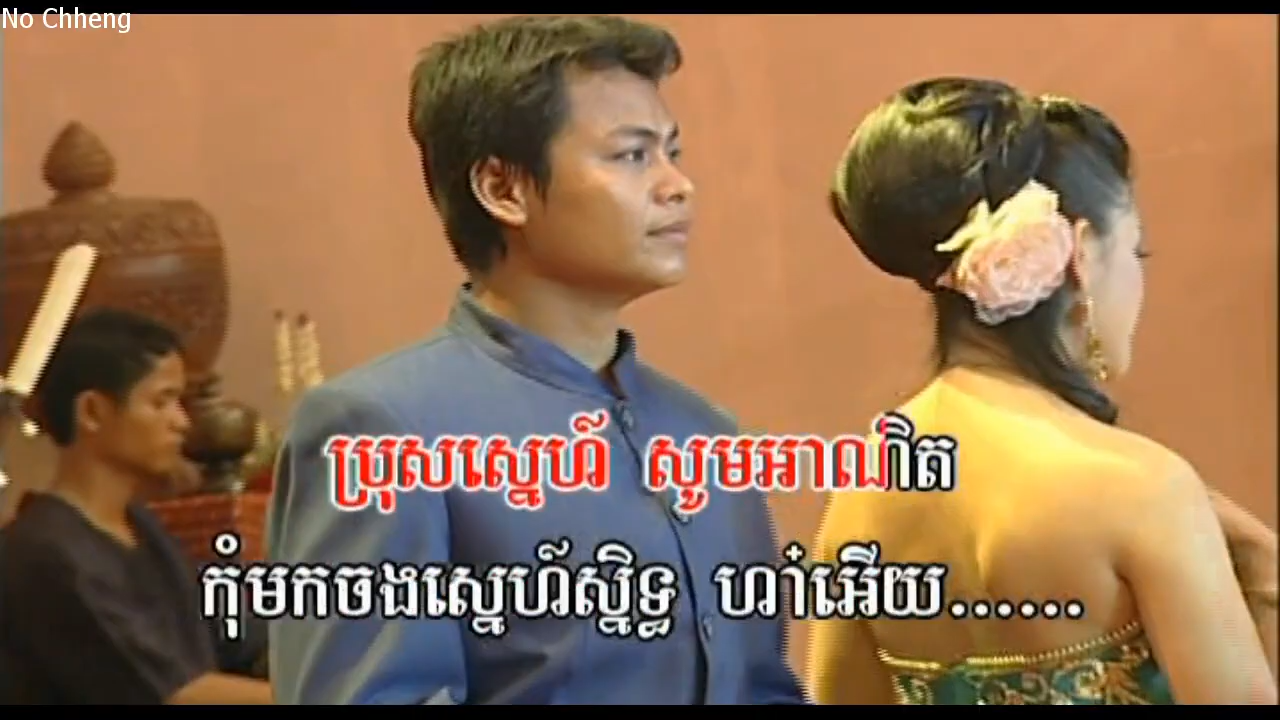 No Chheng
ប្រុសស្នេហ៍ សូមអាណិត
កុំមកចងស្នេហ៍ស្និទ្ធ ហា៎អើយ......